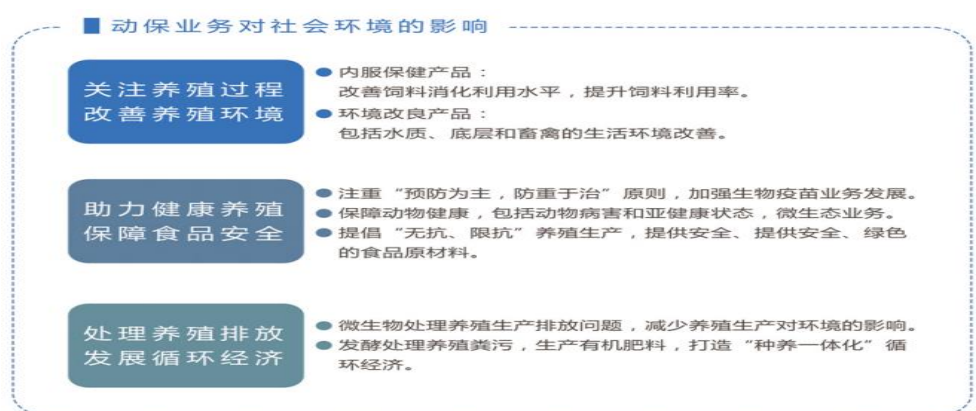 动保业务对社会环境的影响
关注养殖过程
改善养殖环境
内服保健产品：
改善饲料消化利用水平，提升饲料利用率。
环境改良产品：
包括水质、底层和畜禽的生活环境改善。
助力健康养殖
保障食品安全
注重“预防为主，防重于治”原则，加强生物疫苗业务发展。
保障动物健康，包括动物病害和亚健康状态，微生态业务。
提倡“无抗、限抗”养殖生产，提供安全、提供安全、绿色
的食品原材料。
处理养殖排放
发展循环经济
微生物处理养殖生产排放问题，减少养殖生产对环境的影响。
发酵处理养殖粪污，生产有机肥料，打造“种养一体化”循
环经济。